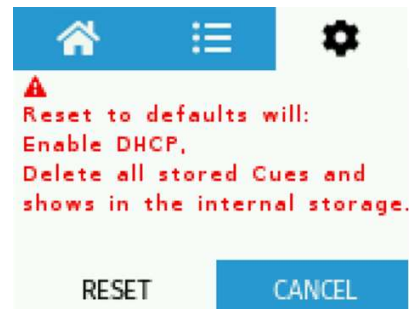 Reset to defaults will:
Enable DHCP,
Delete all stored Cues and
shows in the internal storage.
RESET
CANCEL